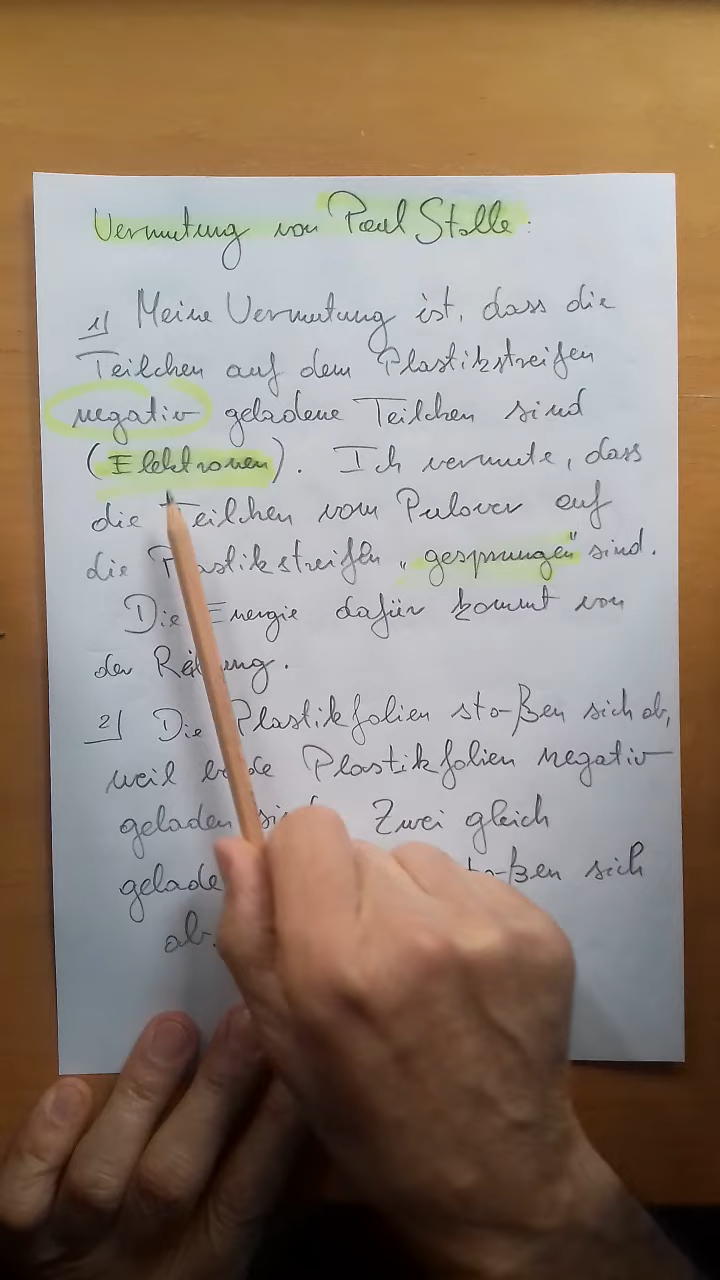 Vermutung von Paul Stolle:
1) Meine Vermutung ist, dass die
Teilchen auf dem Plastikstreifen
negativ geladene Teilchen sind
(Elektronen). Ich vermute, dass
die Teilchen vom Pulover auf
die Plastikstreifen „gesprungen" sind.
Die Energie dafür kommt von
der Reibung.
2) Die Plastikfolien stoßen sich ab,
weil beide Plastikfolien negativ
geladen sind. Zwei gleich
gelade stoßen sich
ab.